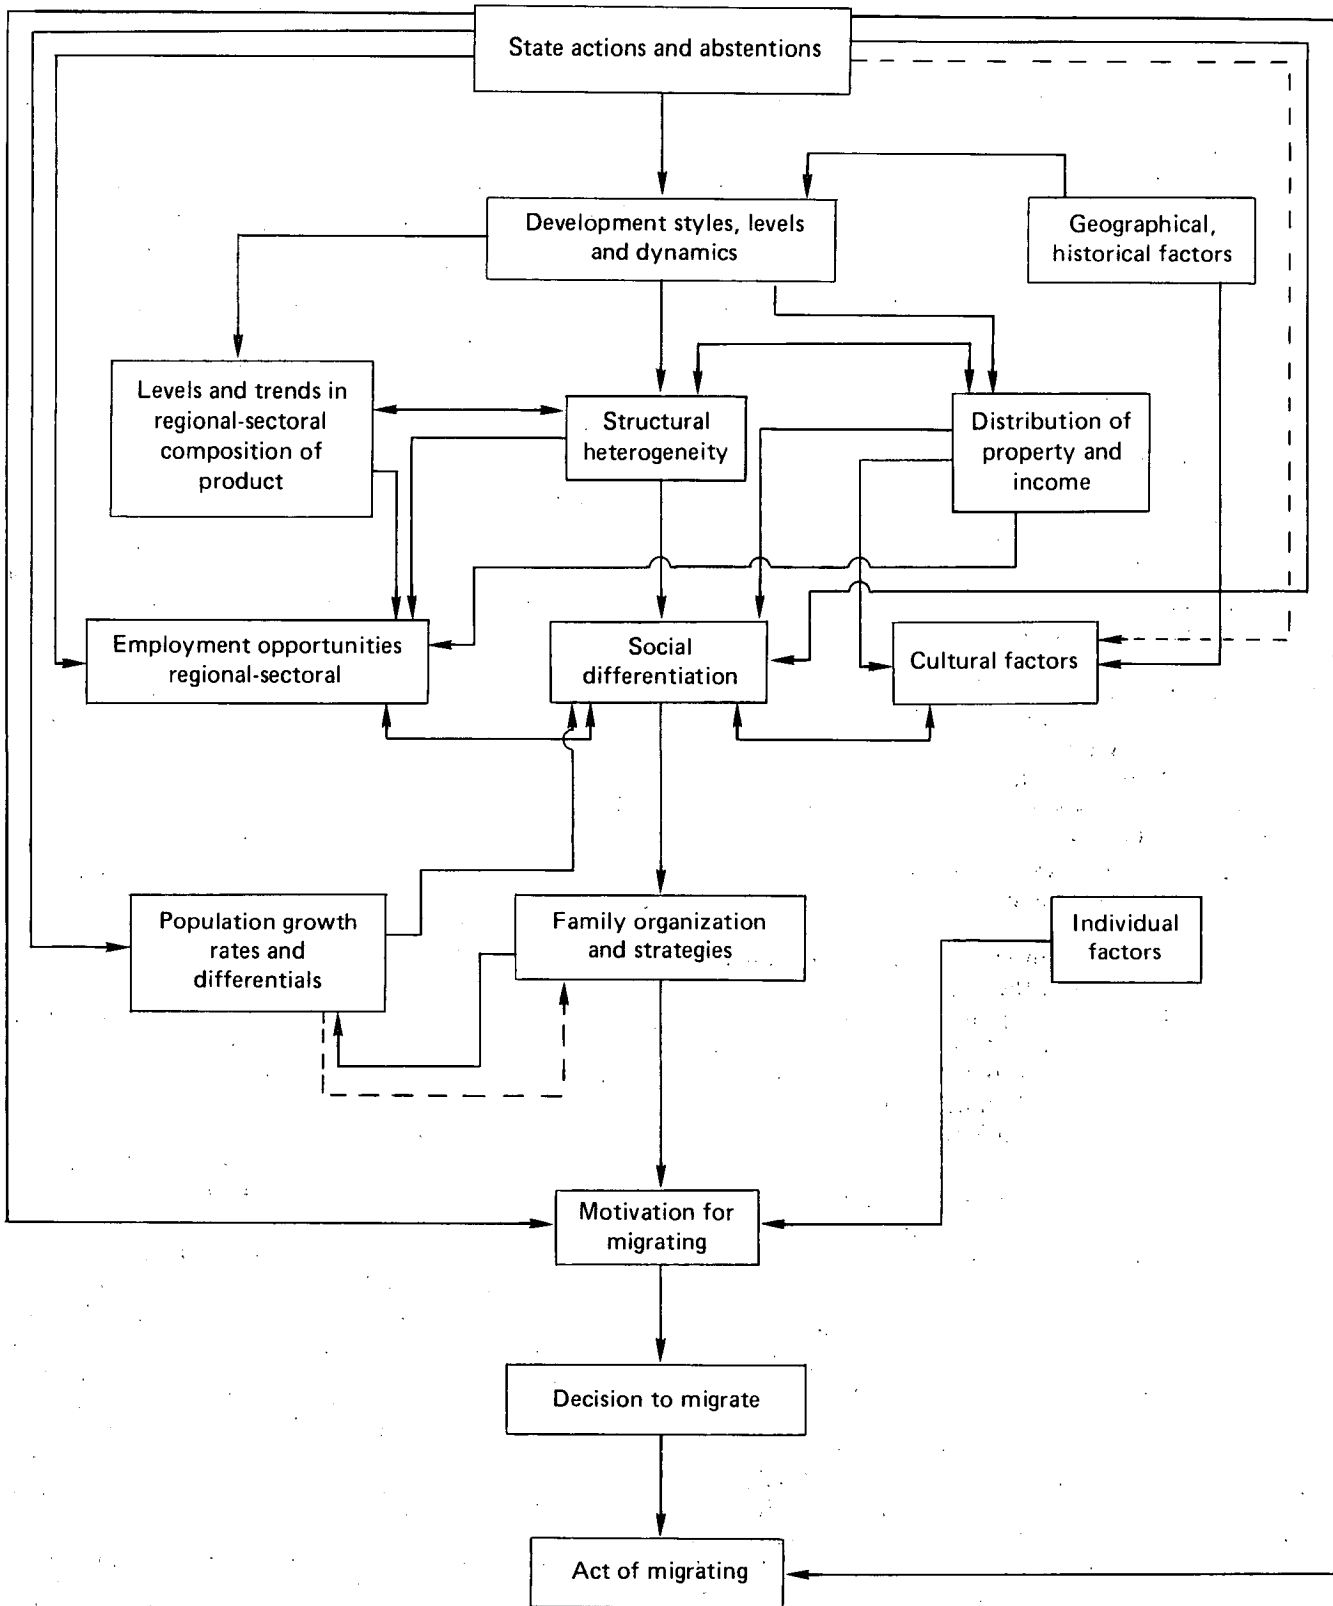 State actions and abstentions
Development styles, levels
and dynamics
Geographical,
historical factors
Levels and trends in
regional-sectoral
composition of
product
Structural
heterogeneity
Distribution of
property and
income
Employment opportunities
regional-sectoral
Social
differentiation
Cultural factors
Population growth
rates and
differentials
Family organization
and strategies
Individual
factors
Motivation for
migrating
Decision to migrate
Act of migrating